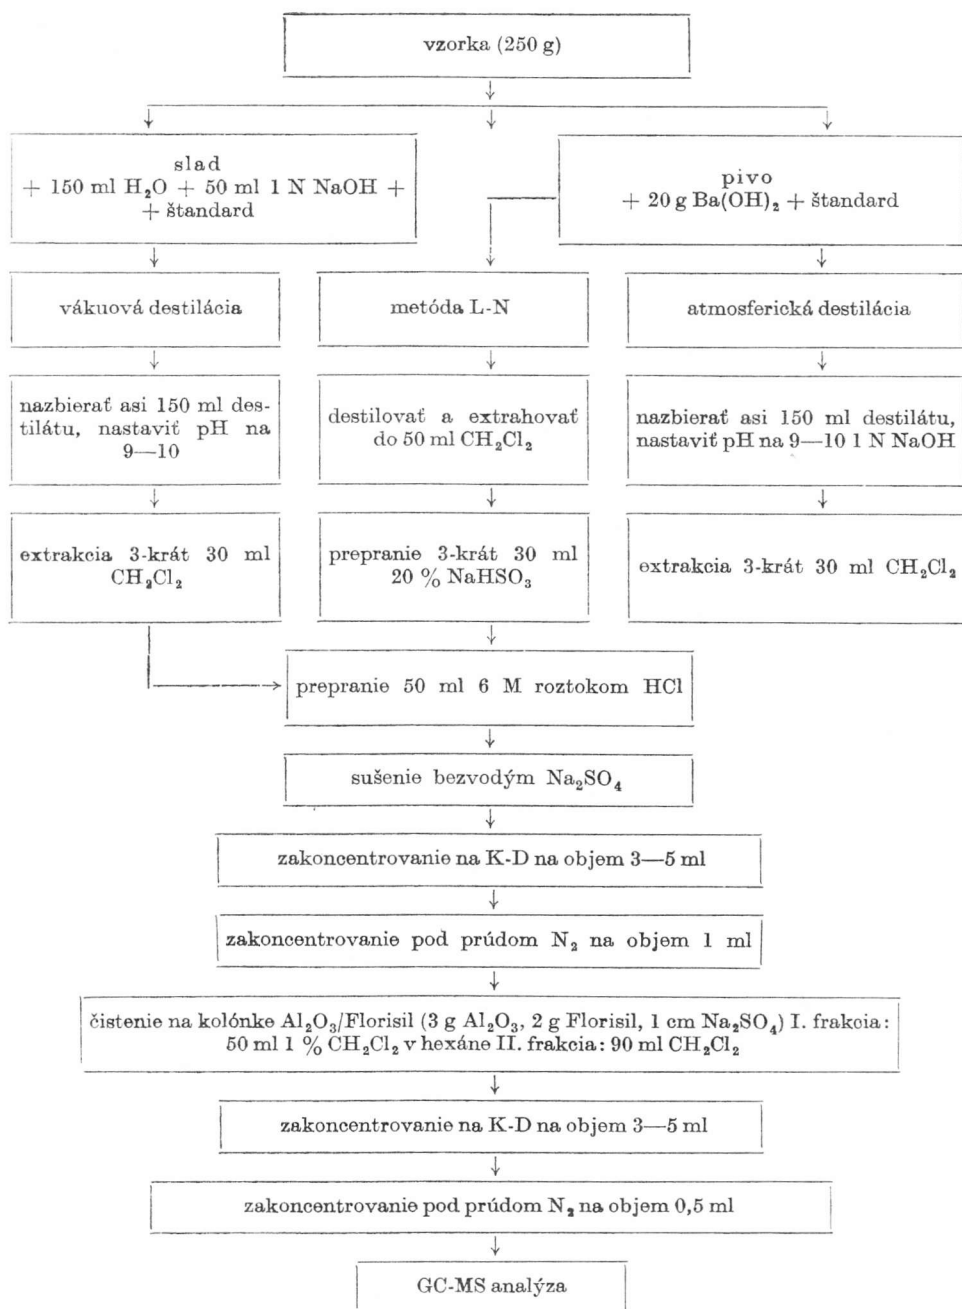 vzorka (250 g)
slad
+ 150 ml H₂O + 50 ml 1 N NaOH +
+ štandard
pivo
+ 20 g Ba(OH)₂ + štandard
vákuová destilácia
metóda L-N
atmosferická destilácia
nazbierať asi 150 ml des-
tilátu, nastaviť pH na
9—10
destilovať a extrahovať
do 50 ml CH₂Cl₂
nazbierať asi 150 ml destilátu,
nastaviť pH na 9—10 1 N NaOH
extrakcia 3-krát 30 ml
CH₂Cl₂
prepranie 3-krát 30 ml
20 % NaHSO₃
extrakcia 3-krát 30 ml CH₂Cl₂
prepranie 50 ml 6 M roztokom HCl
sušenie bezvodým Na₂SO₄
zakoncentrovanie na K-D na objem 3—5 ml
zakoncentrovanie pod prúdom N₂ na objem 1 ml
čistenie na kolónke Al₂O₃/Florisil (3 g Al₂O₃, 2 g Florisil, 1 cm Na₂SO₄) I. frakcia:
50 ml 1 % CH₂Cl₂ v hexáne II. frakcia: 90 ml CH₂Cl₂
zakoncentrovanie na K-D na objem 3—5 ml
zakoncentrovanie pod prúdom N₂ na objem 0,5 ml
GC-MS analýza